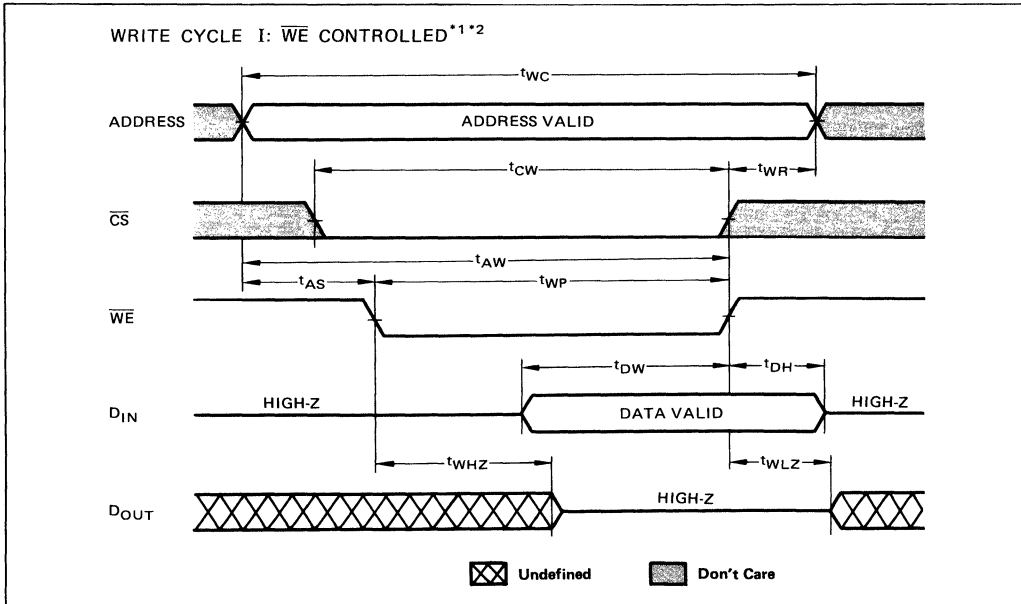 WRITE CYCLE I: WE CONTROLLED*1*2
tWC
ADDRESS
ADDRESS VALID
tCW
tWR
CS
tAW
tAS
tWP
WE
tDW
tDH
DIN
HIGH-Z
DATA VALID
HIGH-Z
tWHZ
tWLZ
DOUT
HIGH-Z
Undefined
Don't Care